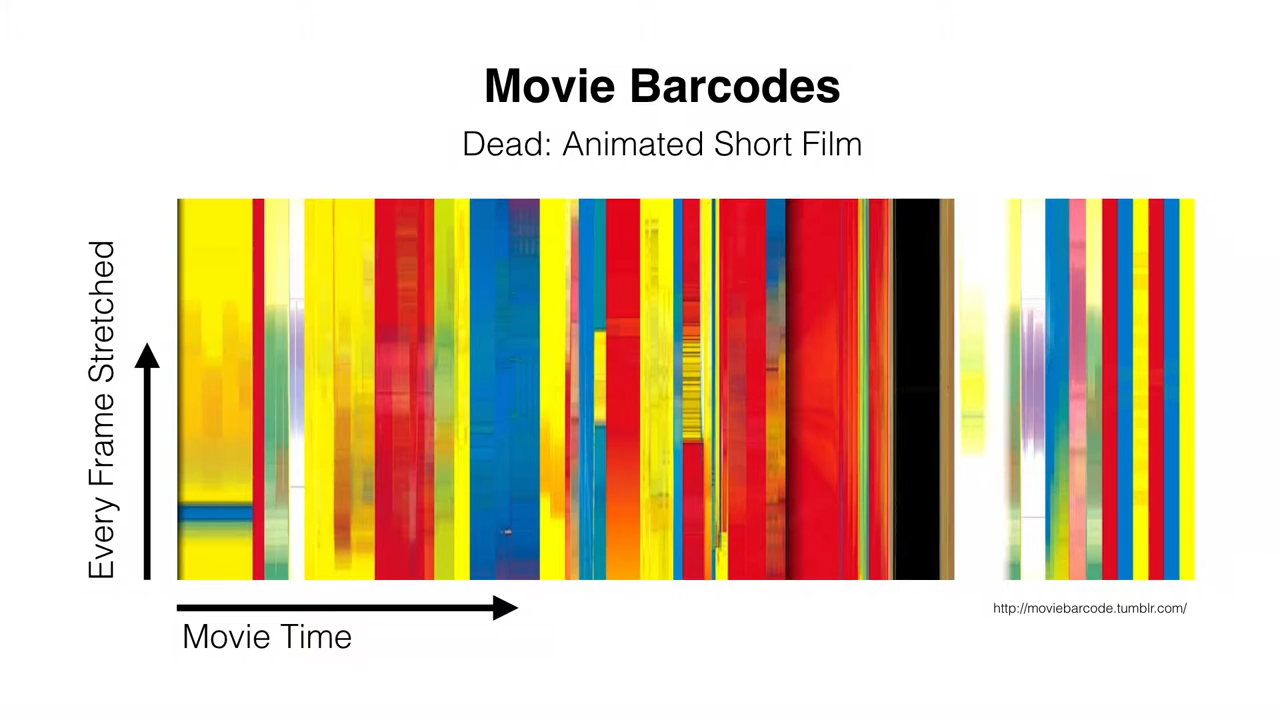 Movie Barcodes
Dead: Animated Short Film
Every Frame Stretched
Movie Time
http://moviebarcode.tumblr.com/